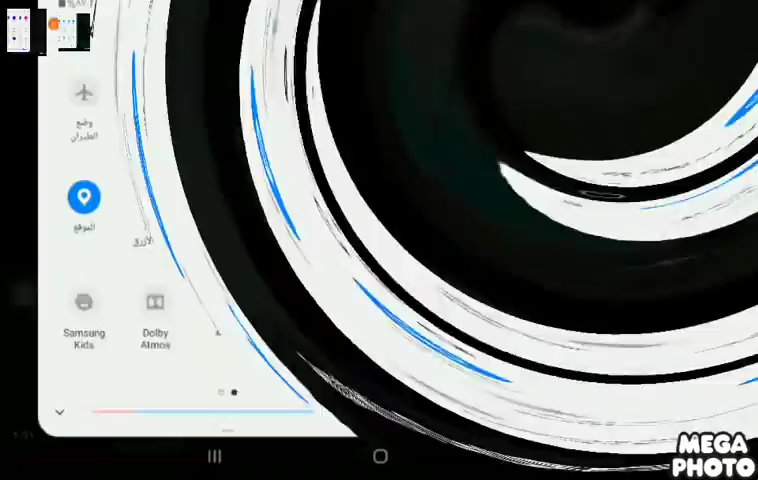 وضع
الطيران
الموقع
الأزرق
Samsung
Kids
Dolby
Atmos
MEGA
PHOTO